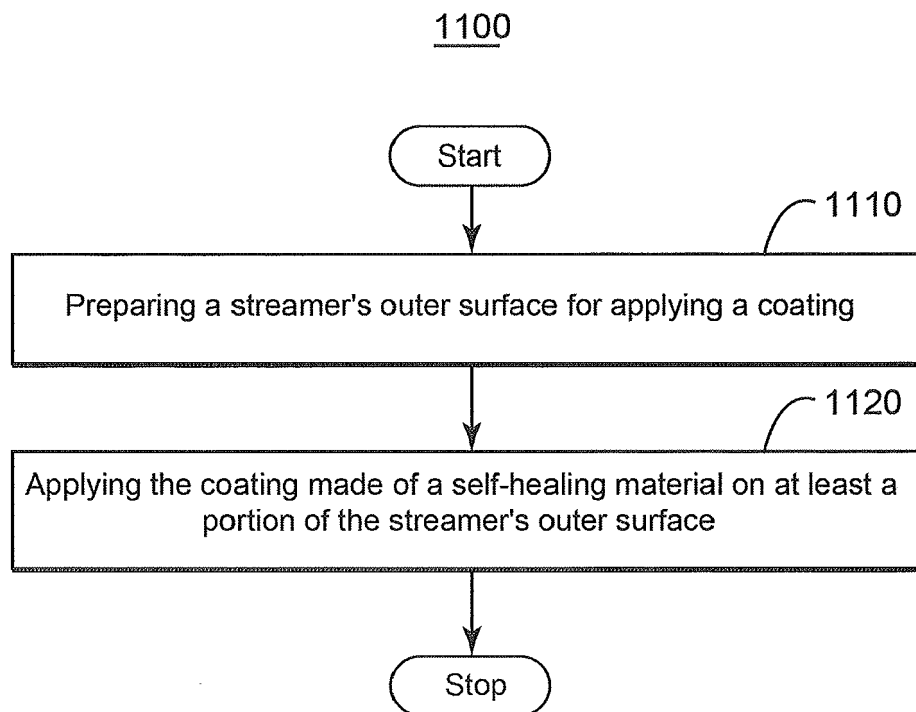 1100
Start
1110
Preparing a streamer's outer surface for applying a coating
1120
Applying the coating made of a self-healing material on at least a
portion of the streamer's outer surface
Stop